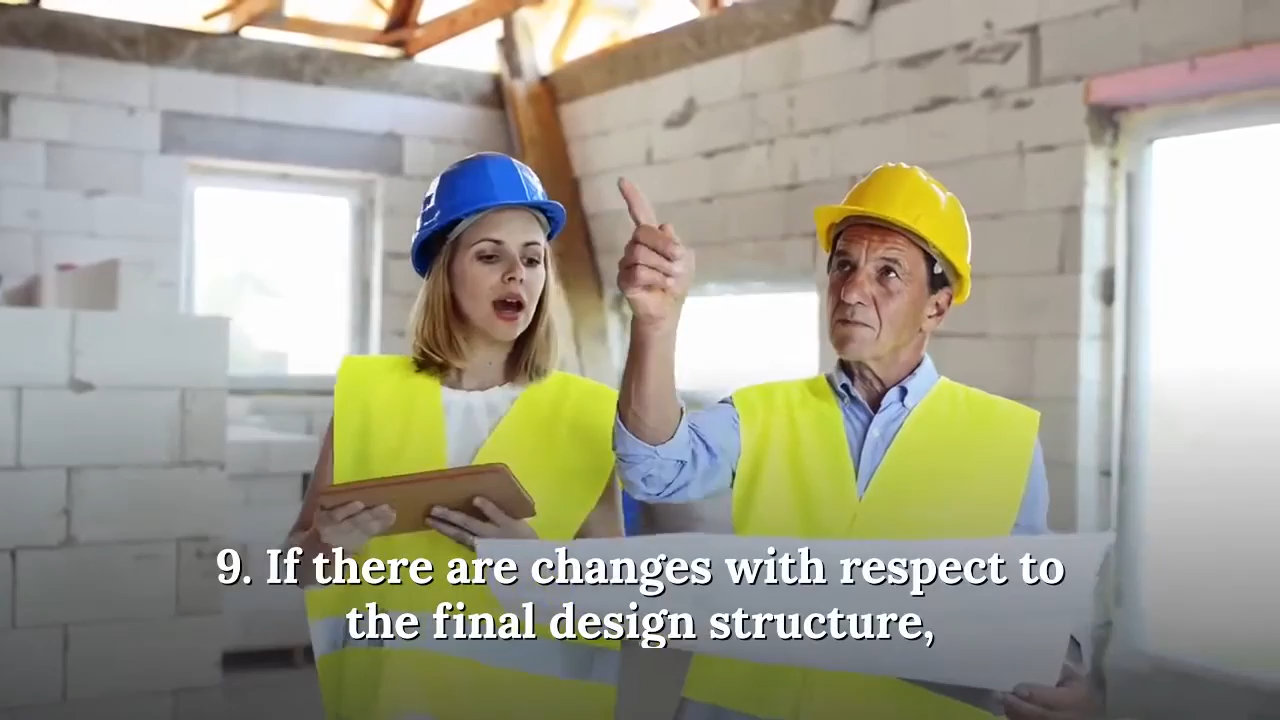 9. If there are changes with respect to
the final design structure,